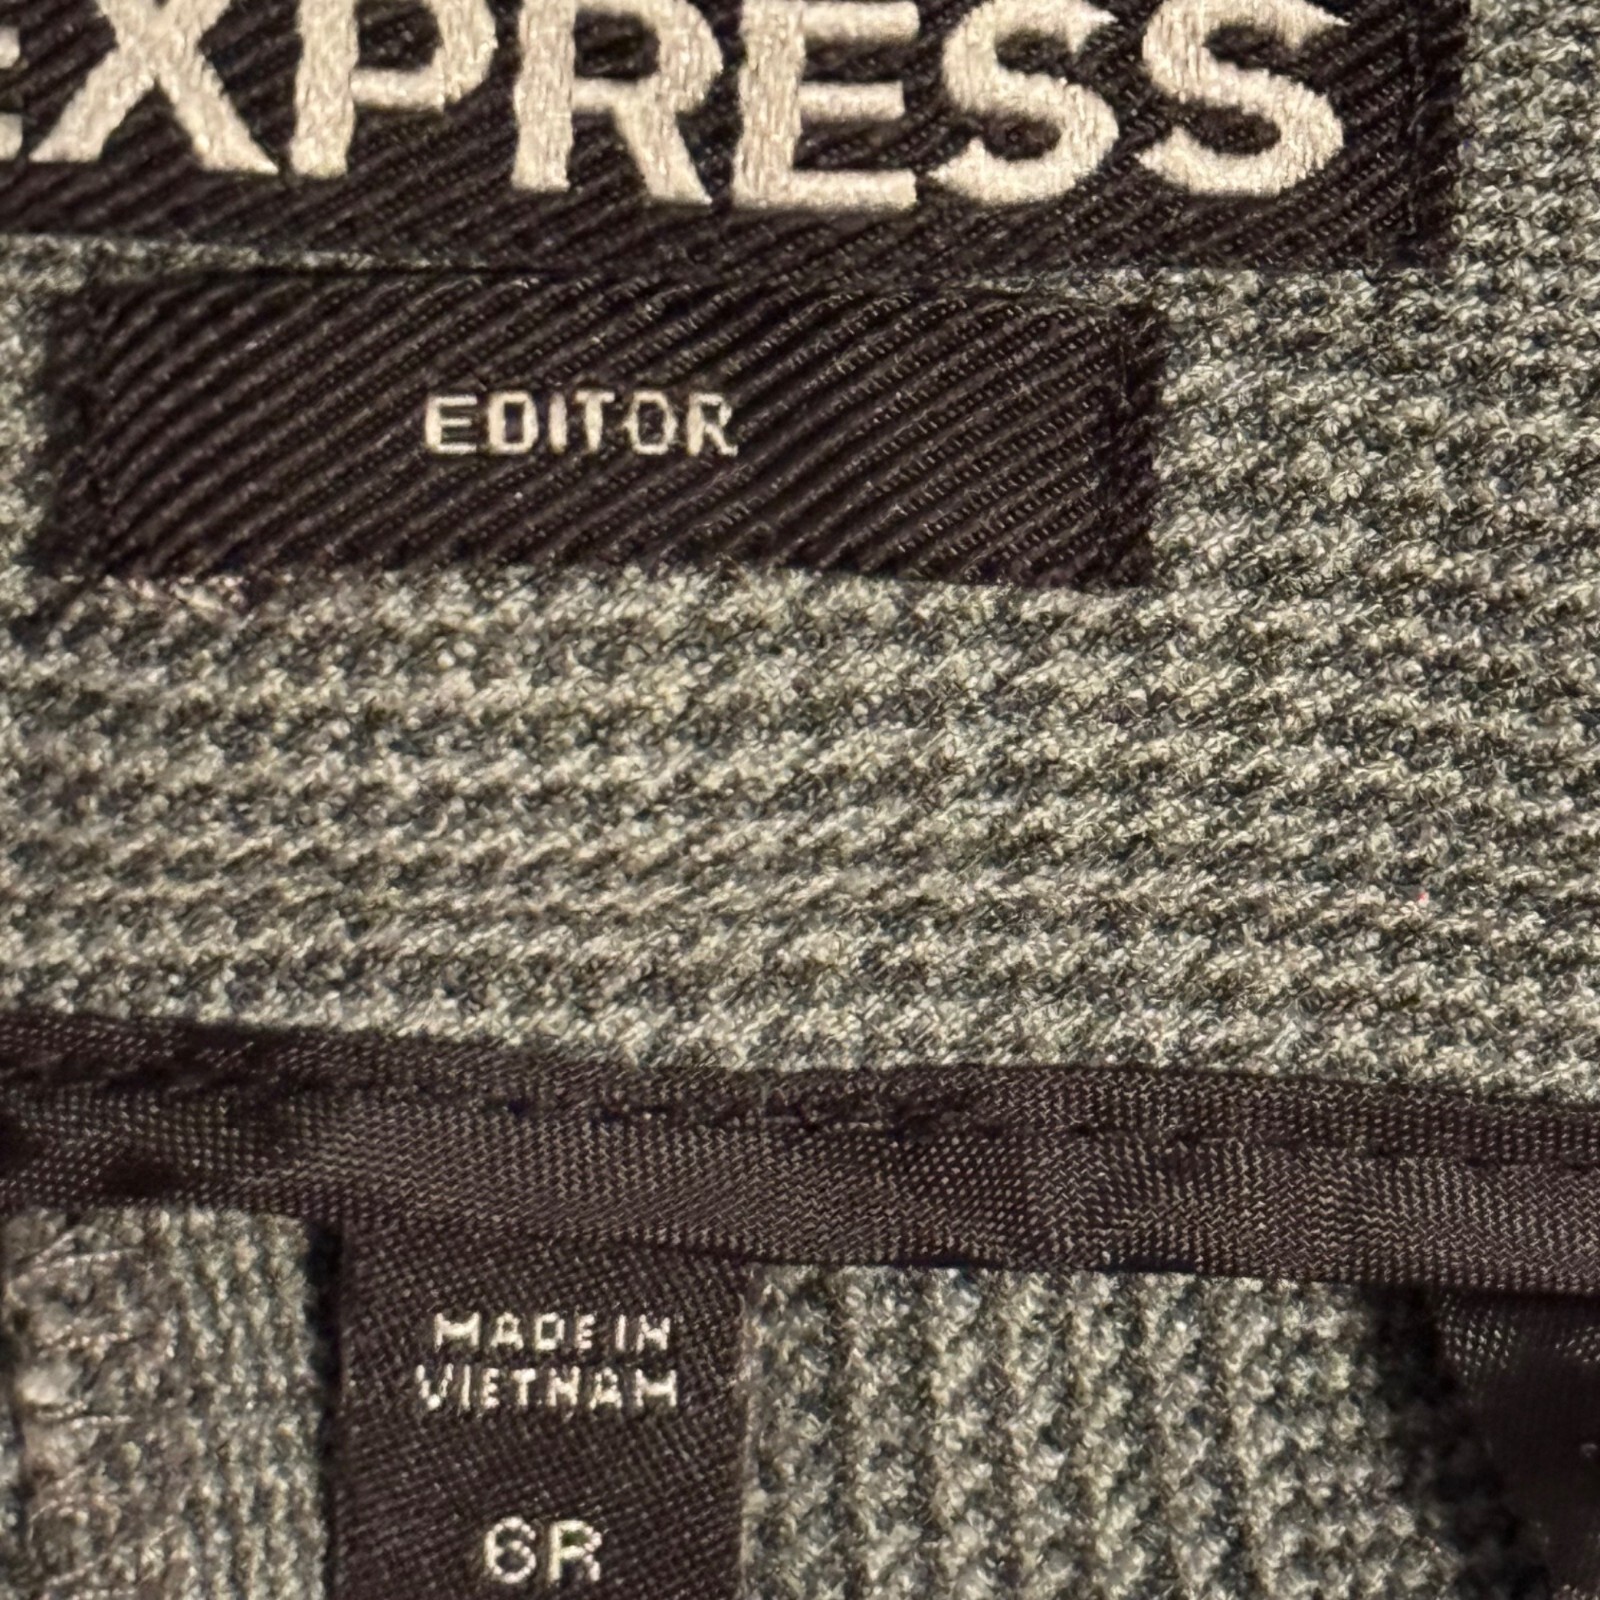 EXPRESS
EDITOR
MADE IN
VIETNAM
6R